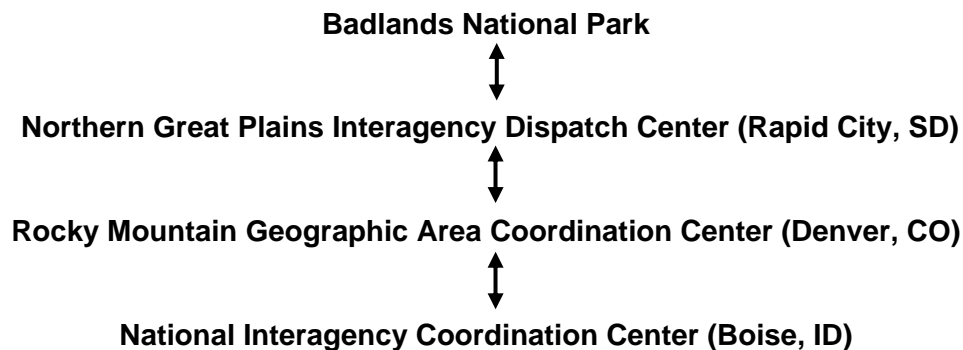 Badlands National Park
Northern Great Plains Interagency Dispatch Center (Rapid City, SD)
Rocky Mountain Geographic Area Coordination Center (Denver, CO)
National Interagency Coordination Center (Boise, ID)